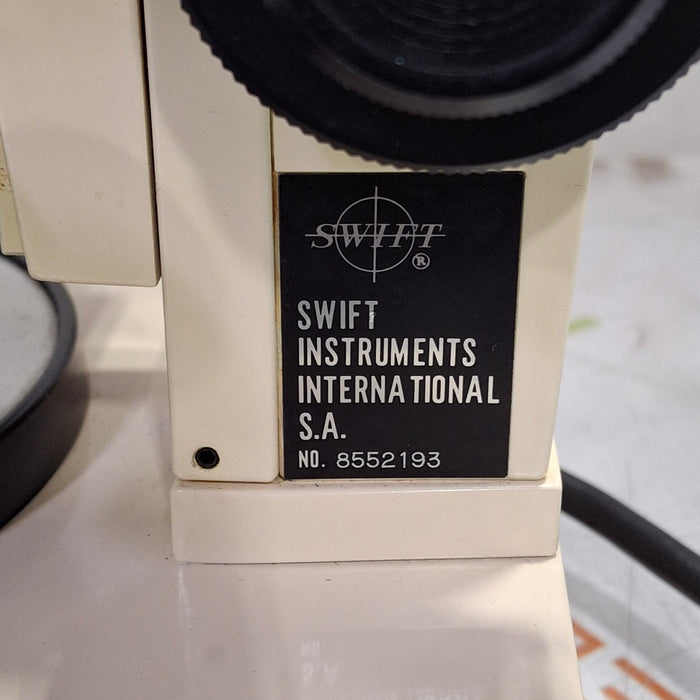 SWIFT
®
SWIFT
INSTRUMENTS
INTERNATIONAL
S.A.
NO. 8552193